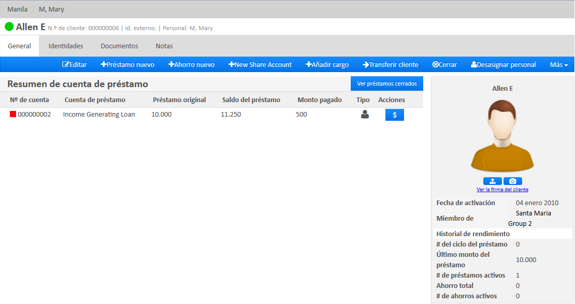 Manila M, Mary
Allen E N.º de cliente: 000000006 | Id. externo: | Personal: M, Mary
General Identidades Documentos Notas
Editar +Préstamo nuevo +Ahorro nuevo +New Share Account +Añadir cargo Transferir cliente Cerrar Desasignar personal Más
Resumen de cuenta de préstamo Ver préstamos cerrados
Nº de cuenta Cuenta de préstamo Préstamo original Saldo del préstamo Monto pagado Tipo Acciones
000000002 Income Generating Loan 10.000 11.250 500 $
Allen E
Ver la firma del cliente
Fecha de activación 04 enero 2010
Miembro de Santa Maria
Group 2
Historial de rendimiento
# del ciclo del préstamo 0
Último monto del
préstamo 10.000
# de préstamos activos 1
Ahorro total 0
# de ahorros activos 0